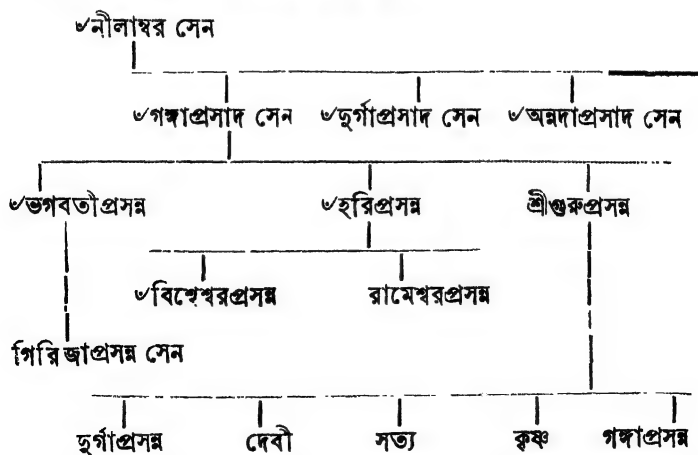 ৺নীলাম্বর সেন
৺গঙ্গাপ্রসাদ সেন ৺দুর্গাপ্রসাদ সেন ৺অন্নদাপ্রসাদ সেন
৺ভগবতীপ্রসন্ন ৺হরিপ্রসন্ন শ্রীগুরুপ্রসন্ন
৺বিশ্বেশ্বরপ্রসন্ন রামেশ্বরপ্রসন্ন
গিরিজাপ্রসন্ন সেন
দুর্গাপ্রসন্ন দেবী সত্য কৃষ্ণ গঙ্গাপ্রসন্ন